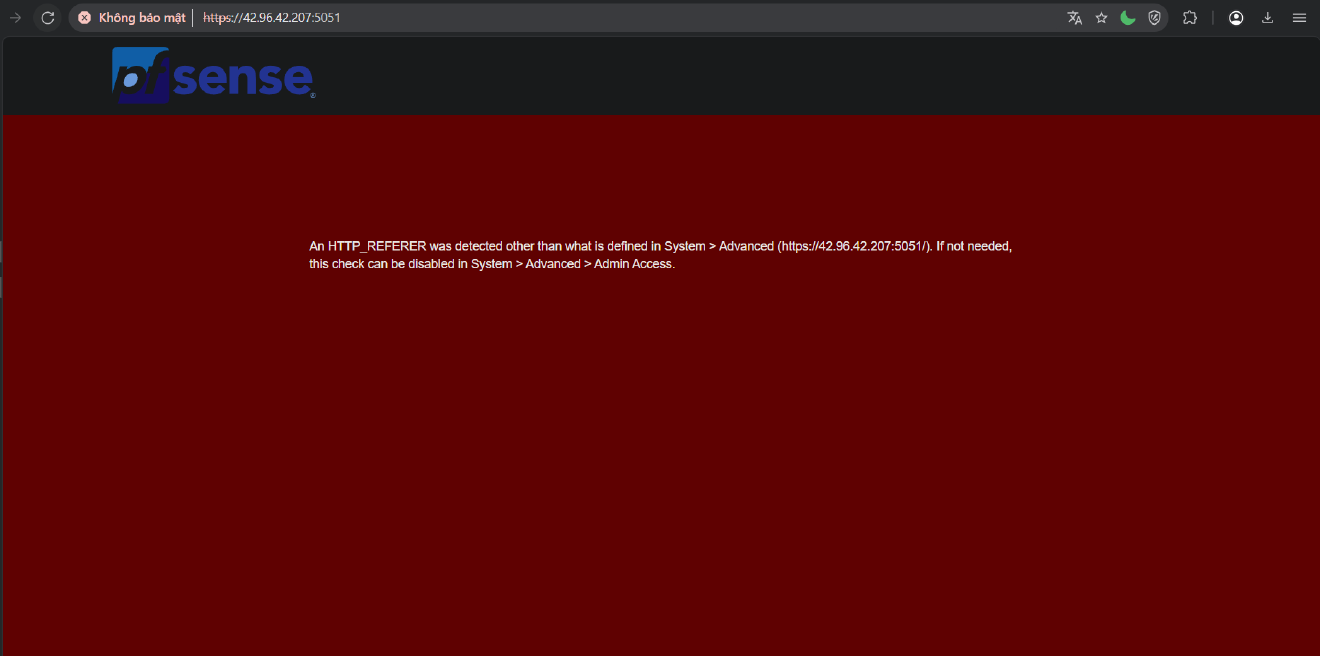 Không bảo mật https://42.96.42.207:5051
pfsense®
An HTTP_REFERER was detected other than what is defined in System > Advanced (https://42.96.42.207:5051/). If not needed,
this check can be disabled in System > Advanced > Admin Access.